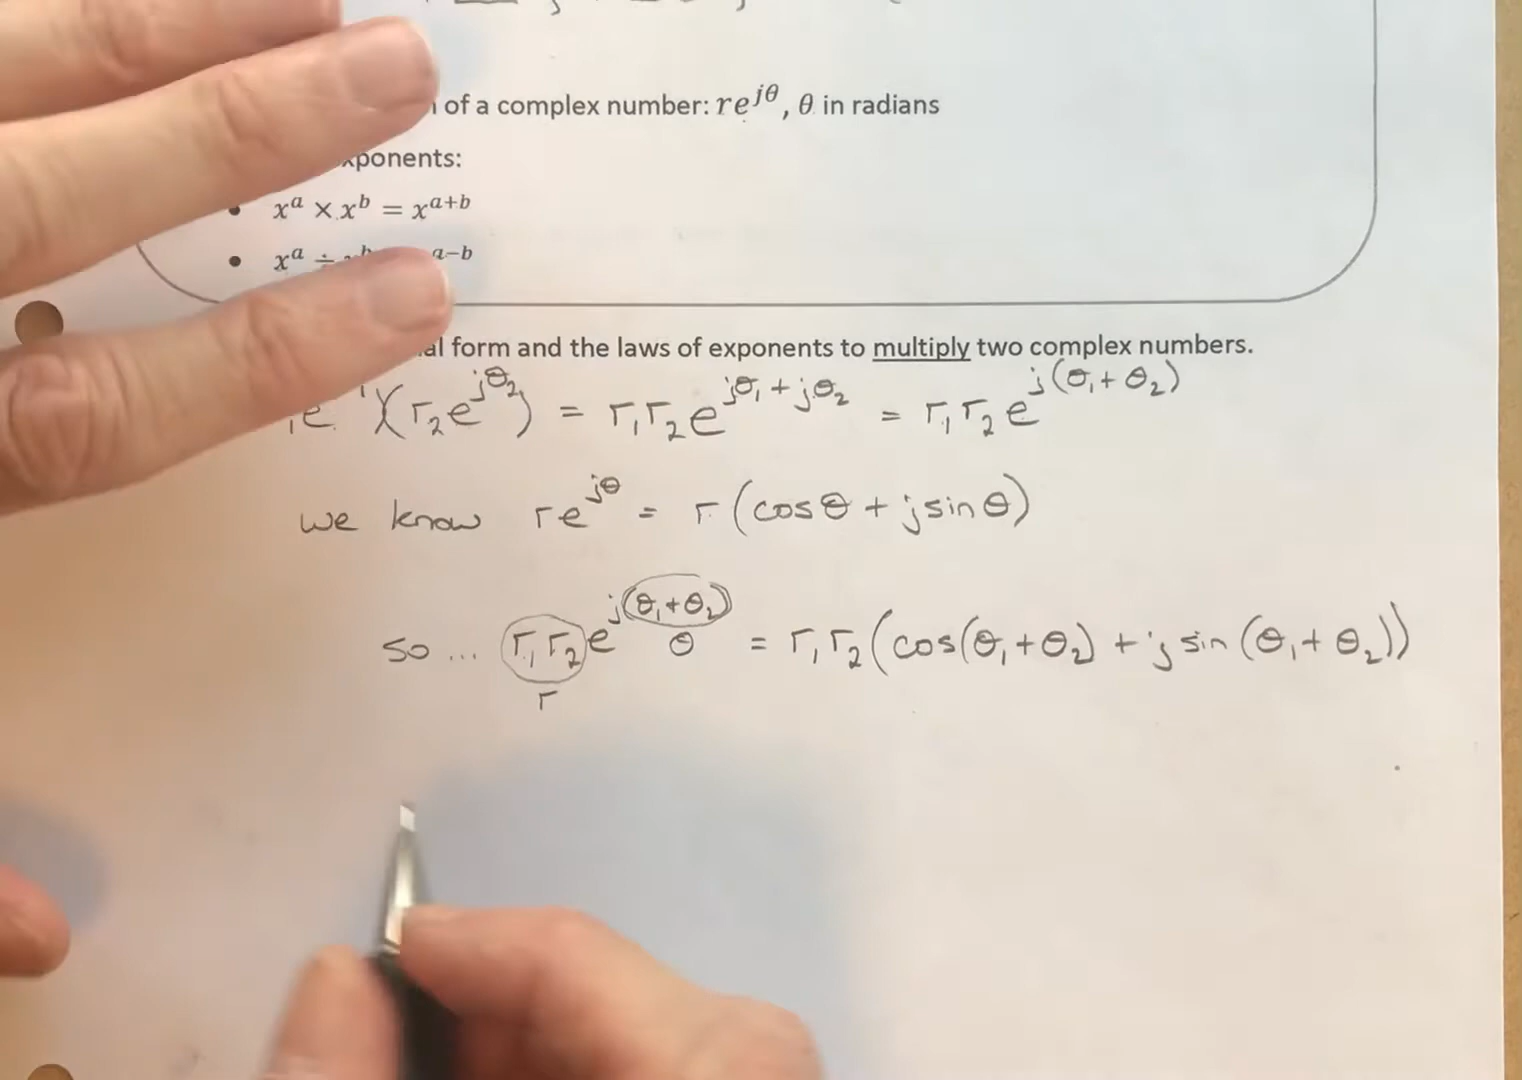 of a complex number: re^{jθ}, θ in radians
xponents:
• x^a × x^b = x^{a+b}
• x^a ÷ x^b a−b
al form and the laws of exponents to multiply two complex numbers.
₁e )(r₂e^{jθ₂}) = r₁r₂e^{jθ₁+jθ₂} = r₁r₂e^{j(θ₁+θ₂)}
we know re^{jθ} = r(cosθ + jsinθ)
so... r₁r₂e^{j(θ₁+θ₂)} = r₁r₂(cos(θ₁+θ₂) + j sin(θ₁+θ₂))
r θ